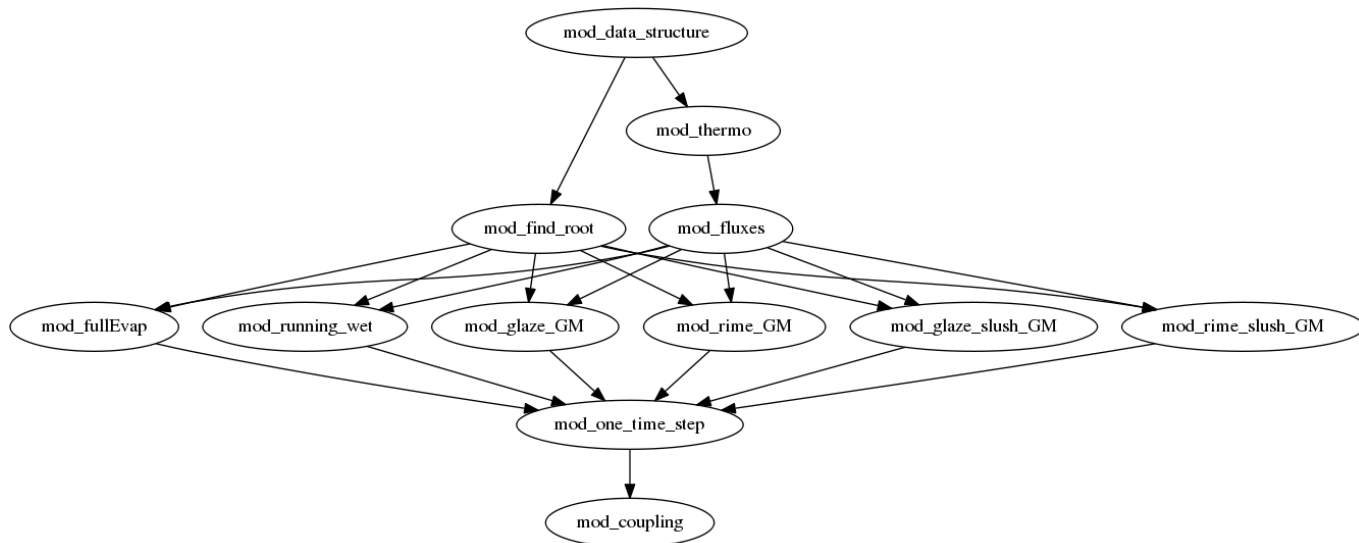 mod_data_structure
mod_thermo
mod_find_root
mod_fluxes
mod_fullEvap
mod_running_wet
mod_glaze_GM
mod_rime_GM
mod_glaze_slush_GM
mod_rime_slush_GM
mod_one_time_step
mod_coupling